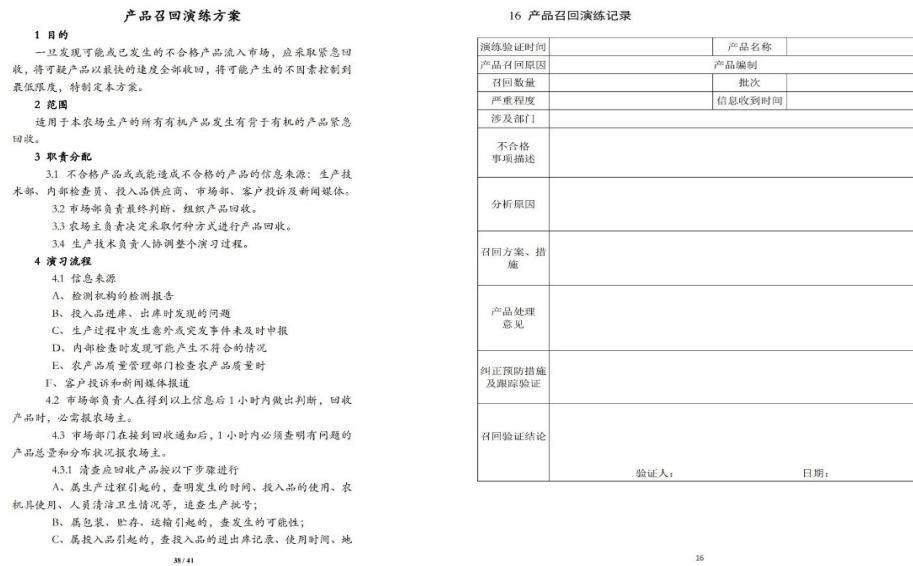 产品召回演练方案
1 目的
一旦发现可能或已发生的不合格产品流入市场，应采取紧急回
收，将可疑产品以最快的速度全部收回，将可能产生的不因素控制到
最低限度，特制定本方案。
2 范围
适用于本农场生产的所有有机产品发生有背于有机的产品紧急
回收。
3 职责分配
3.1 不合格产品或或能造成不合格的产品的信息来源：生产技
术部、内部检查员、投入品供应商、市场部、客户投诉及新闻媒体。
3.2 市场部负责最终判断、组织产品回收。
3.3 农场主负责决定采取何种方式进行产品回收。
3.4 生产技术负责人协调整个演习过程。
4 演习流程
4.1 信息来源
A、检测机构的检测报告
B、投入品进库、出库时发现的问题
C、生产过程中发生意外或突发事件未及时申报
D、内部检查时发现可能产生不符合的情况
E、农产品质量管理部门检查农产品质量时
F、客户投诉和新闻媒体报道
4.2 市场部负责人在得到以上信息后 1 小时内做出判断，回收
产品时，必需报农场主。
4.3 市场部门在接到回收通知后，1 小时内必须查明有问题的
产品总量和分布状况报农场主。
4.3.1 清查应回收产品按以下步骤进行
A、属生产过程引起的，查明发生的时间、投入品的使用、农
机具使用、人员清洁卫生情况等，追查生产批号；
B、属包装、贮存、运输引起的，查发生的可能性；
C、属投入品引起的，查投入品的进出库记录、使用时间、地
38 / 41
16 产品召回演练记录
演练验证时间 产品名称
产品召回原因 产品编制
召回数量 批次
严重程度 信息收到时间
涉及部门
不合格
事项描述
分析原因
召回方案、措
施
产品处理
意见
纠正预防措施
及跟踪验证
召回验证结论
验证人： 日期：
16